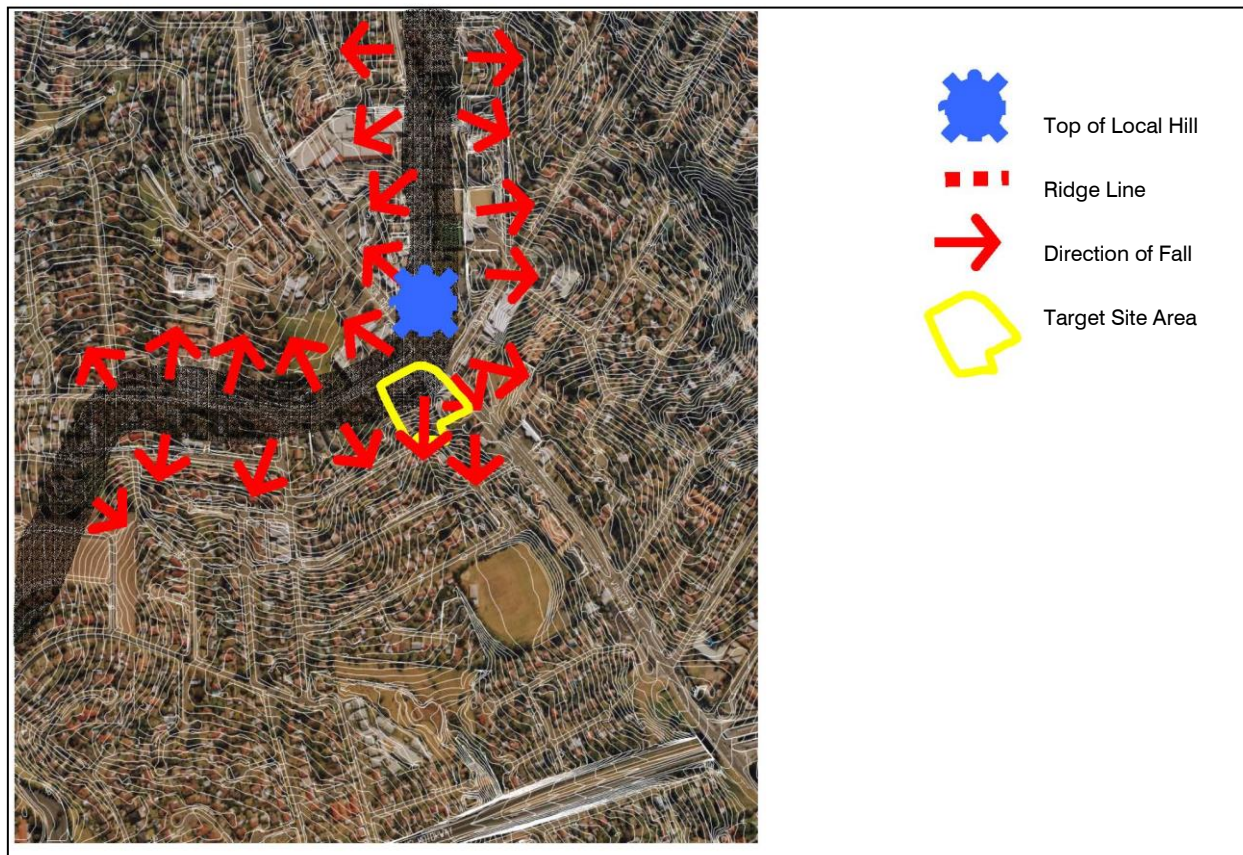 Top of Local Hill
Ridge Line
Direction of Fall
Target Site Area